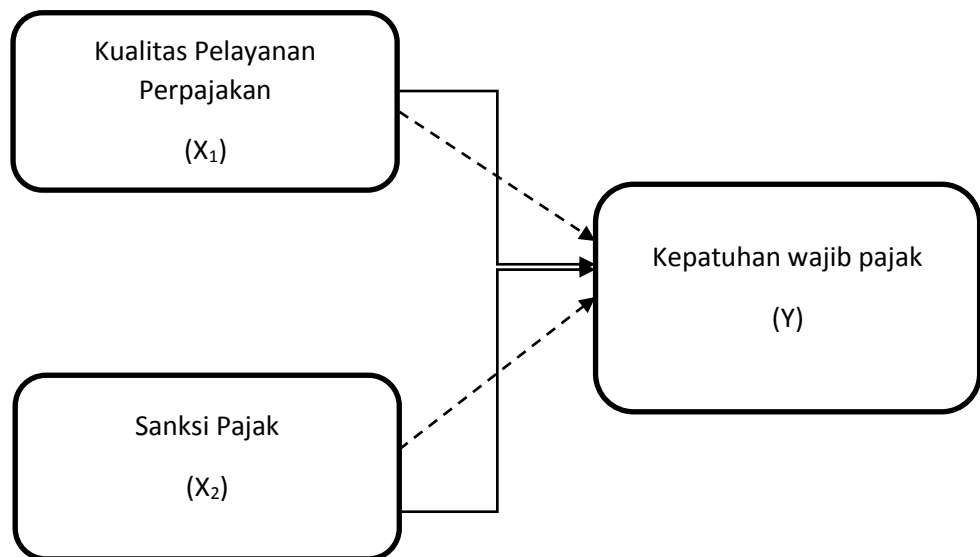 Kualitas Pelayanan
Perpajakan
(X₁)
Kepatuhan wajib pajak
(Y)
Sanksi Pajak
(X₂)